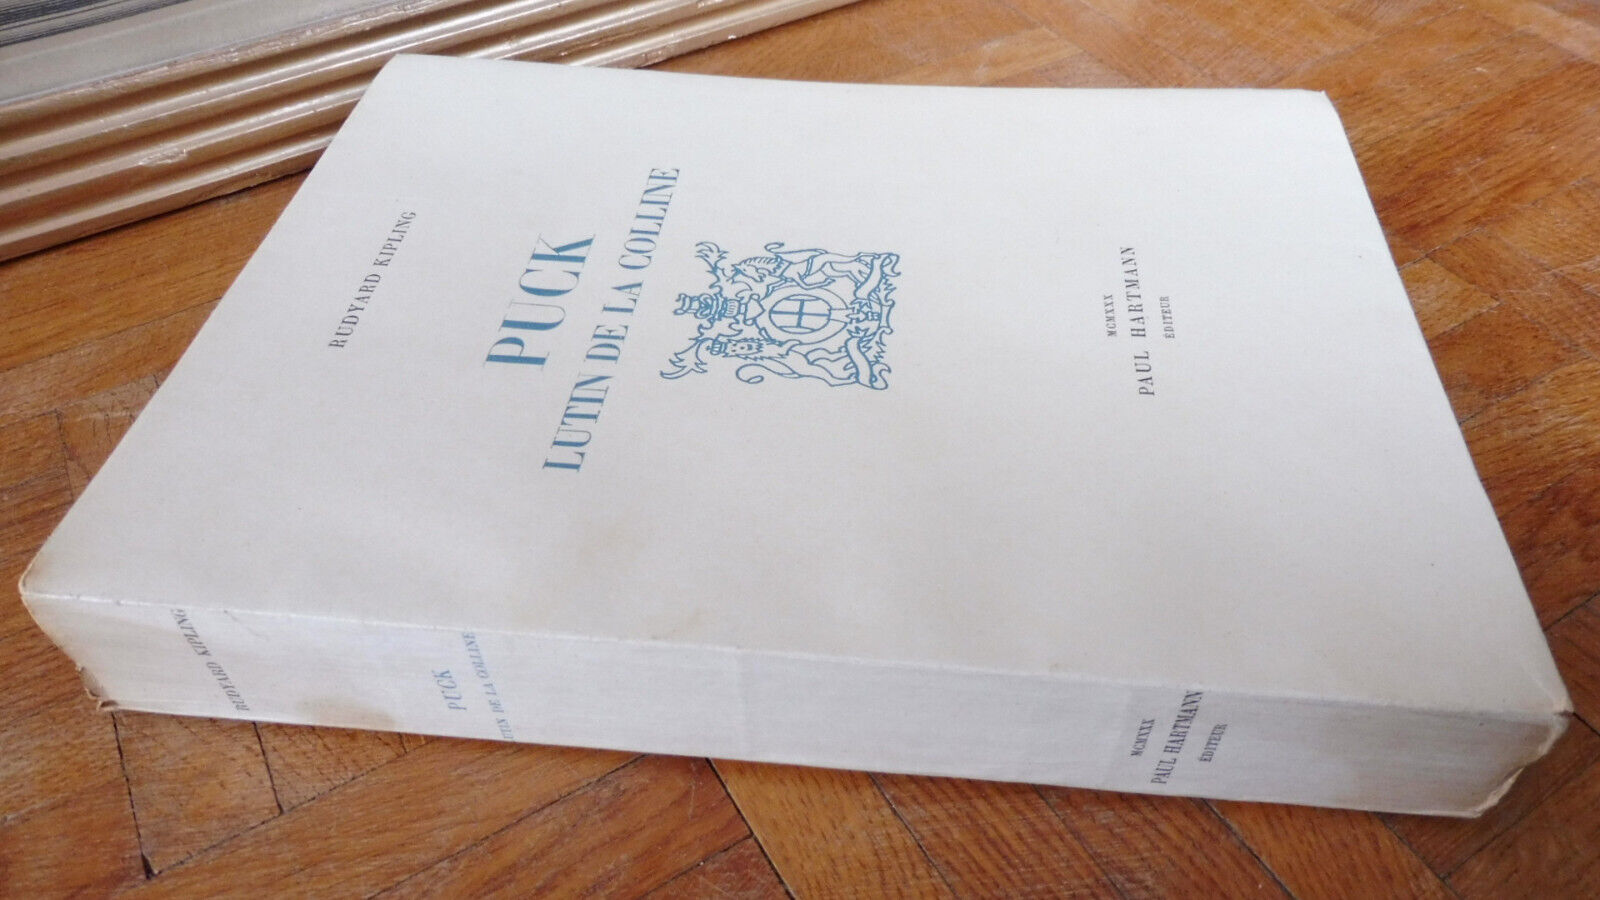 RUDYARD KIPLING
PUCK
LUTIN DE LA COLLINE
MCMXXX
PAUL HARTMANN
ÉDITEUR
RUDYARD KIPLING
PUCK
UTIN DE LA COLLINE
MCMXXX
PAUL HARTMANN
ÉDITEUR